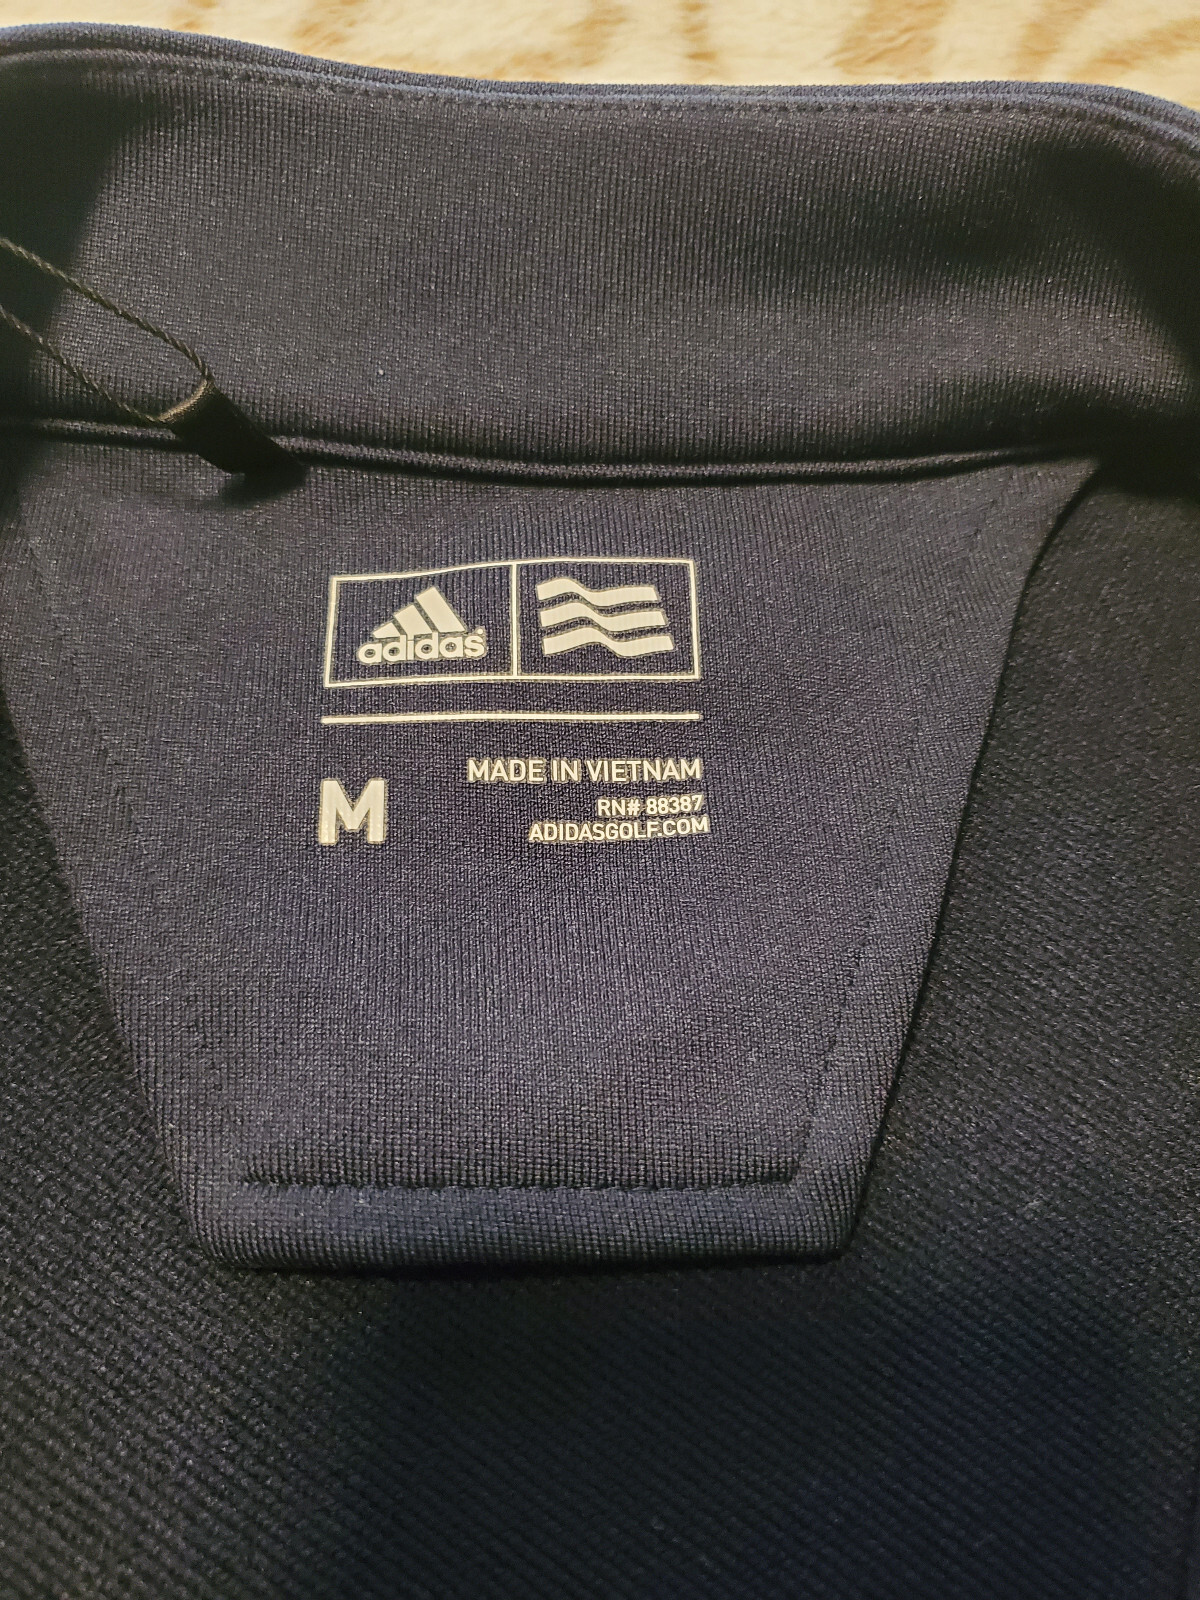 adidas
M
MADE IN VIETNAM
RN# 88387
ADIDASGOLF.COM